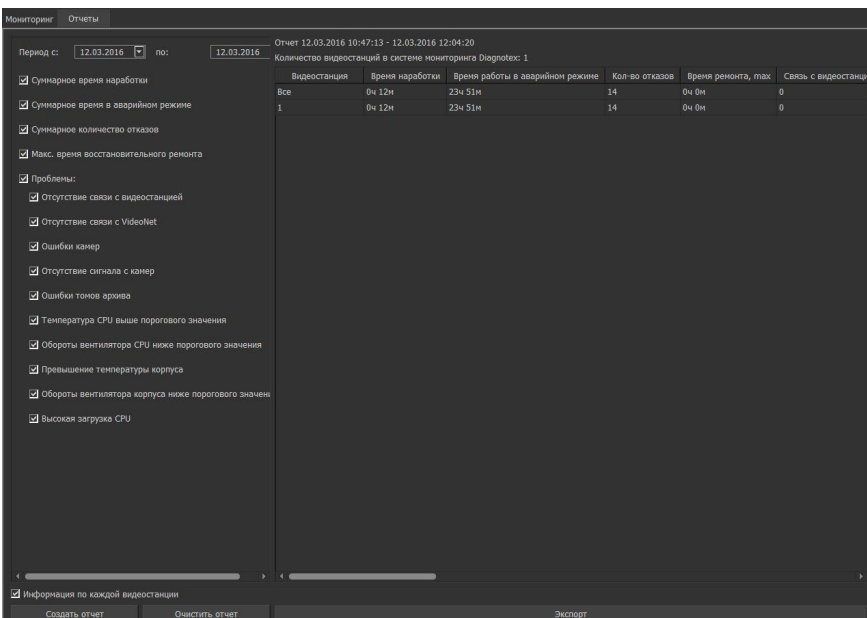 Мониторинг Отчеты
Период с: 12.03.2016 по: 12.03.2016
Суммарное время наработки
Суммарное время в аварийном режиме
Суммарное количество отказов
Макс. время восстановительного ремонта
Проблемы:
Отсутствие связи с видеостанцией
Отсутствие связи с VideoNet
Ошибки камер
Отсутствие сигнала с камер
Ошибки томов архива
Температура CPU выше порогового значения
Обороты вентилятора CPU ниже порогового значения
Превышение температуры корпуса
Обороты вентилятора корпуса ниже порогового значени
Высокая загрузка CPU
Отчет 12.03.2016 10:47:13 - 12.03.2016 12:04:20
Количество видеостанций в системе мониторинга Diagnotex: 1
Видеостанция Время наработки Время работы в аварийном режиме Кол-во отказов Время ремонта, max Связь с видеостанци
Все 0ч 12м 23ч 51м 14 0ч 0м 0
1 0ч 12м 23ч 51м 14 0ч 0м 0
Информация по каждой видеостанции
Создать отчет Очистить отчет Экспорт